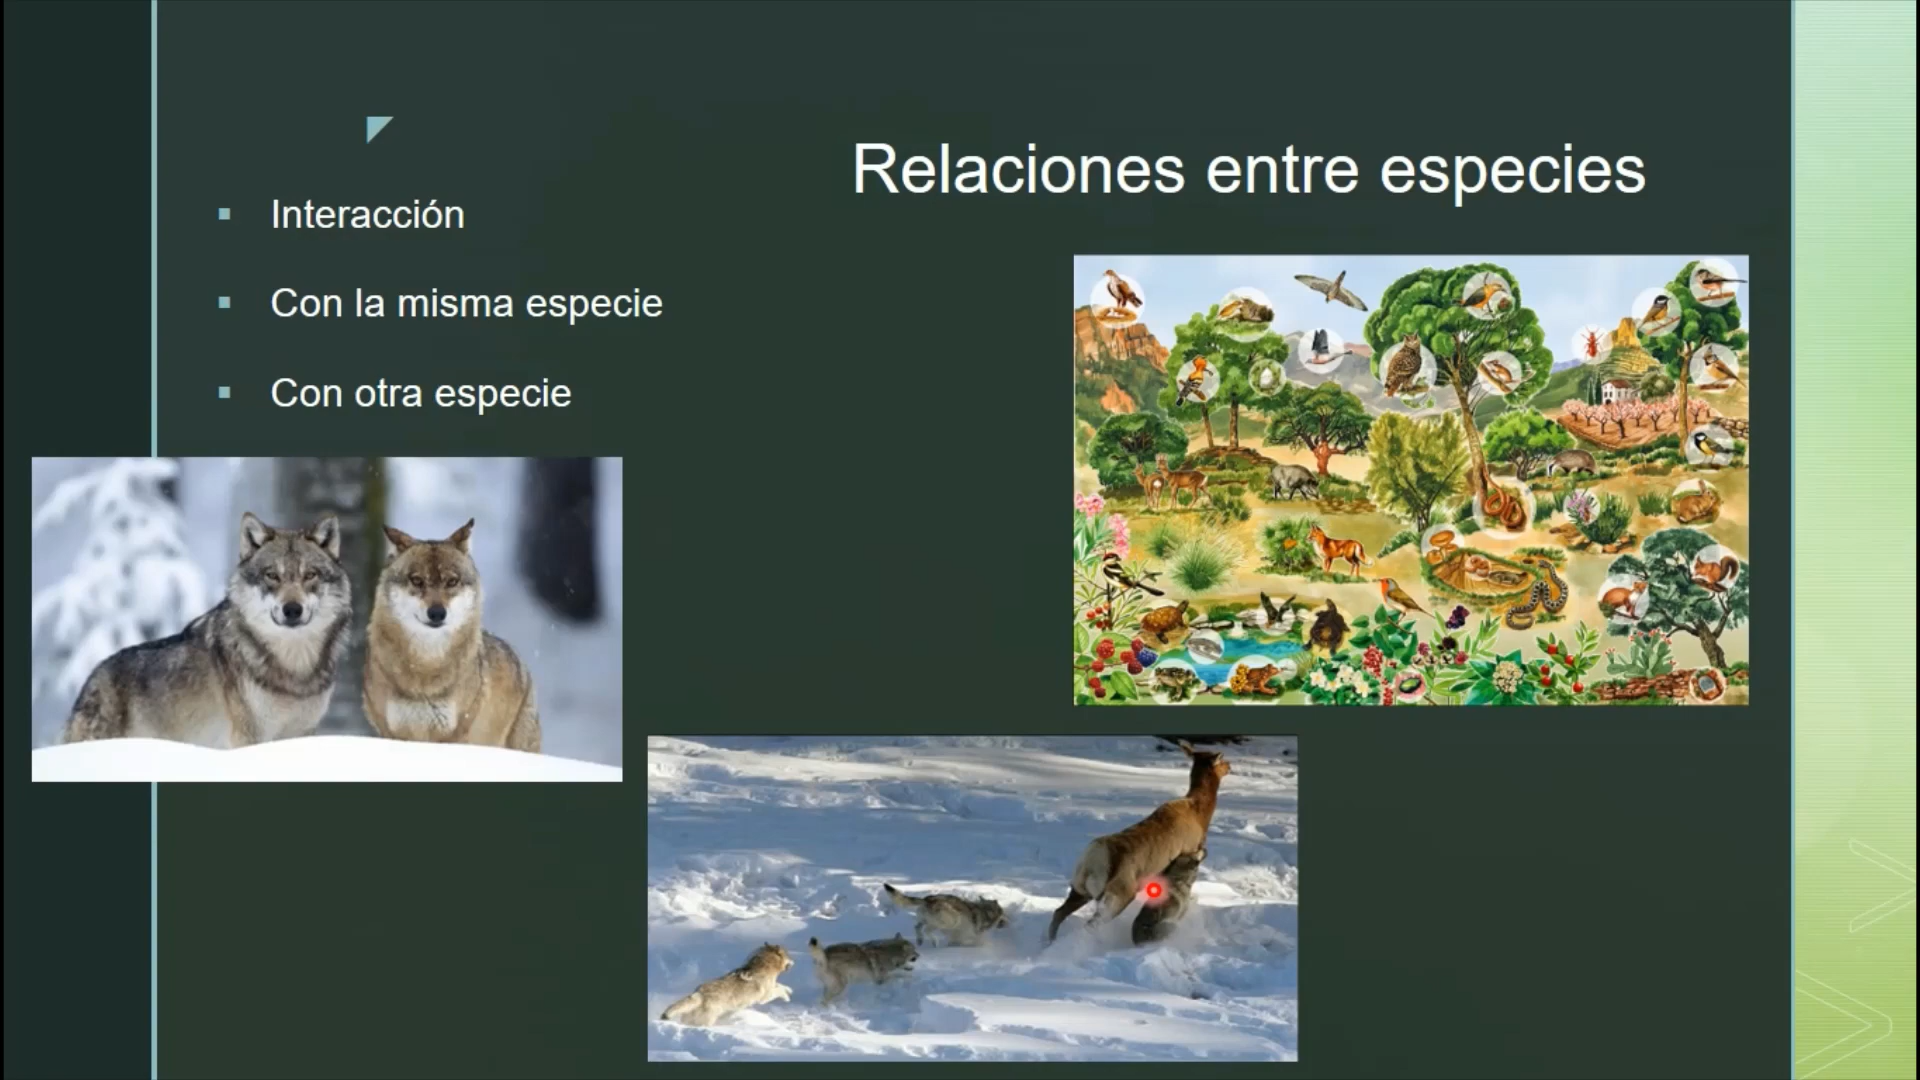 Relaciones entre especies
Interacción
Con la misma especie
Con otra especie